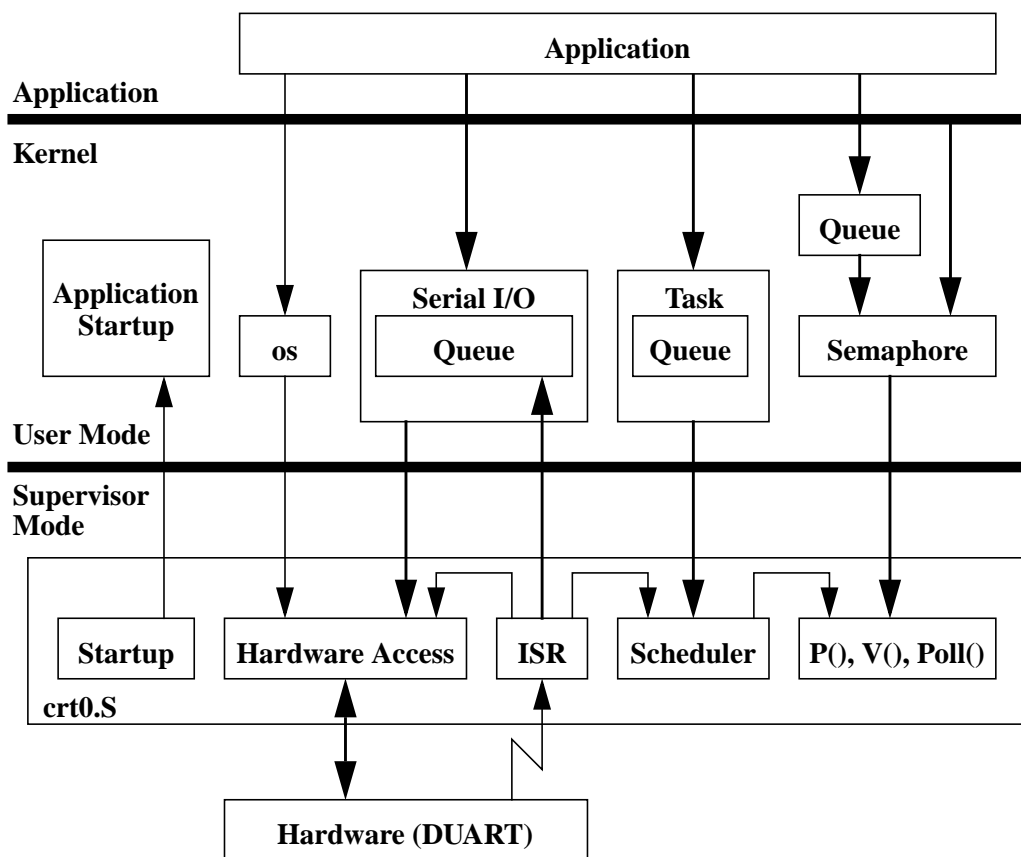 Application
Application
Kernel
Queue
Application
Startup
os
Serial I/O
Queue
Task
Queue
Semaphore
User Mode
Supervisor
Mode
Startup
Hardware Access
ISR
Scheduler
P(), V(), Poll()
crt0.S
Hardware (DUART)